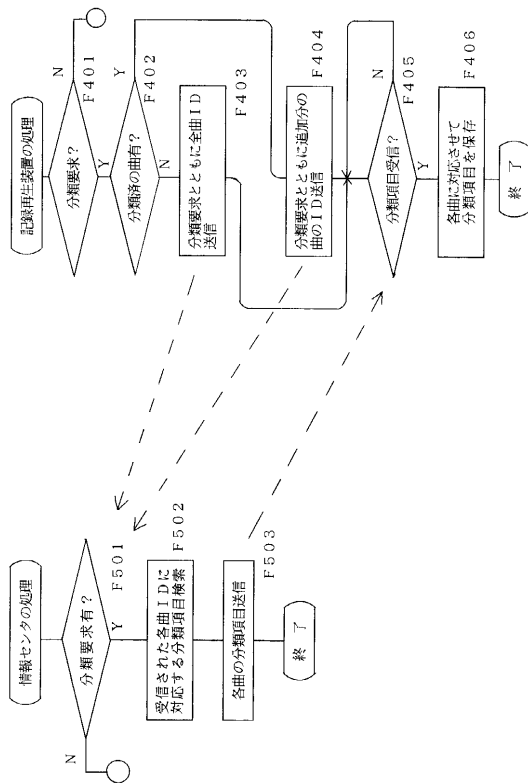 記録再生装置の処理
分類要求?
N
F401
Y
分類済の曲有?
Y
F402
N
分類要求とともに全曲ID
送信
F403
分類要求とともに追加分の
曲のID送信
F404
分類項目受信?
N
F405
Y
各曲に対応させて
分類項目を保存
F406
終了
情報センタの処理
N
分類要求有?
F501
Y
受信された各曲IDに
対応する分類項目検索
F502
各曲の分類項目送信
F503
終了